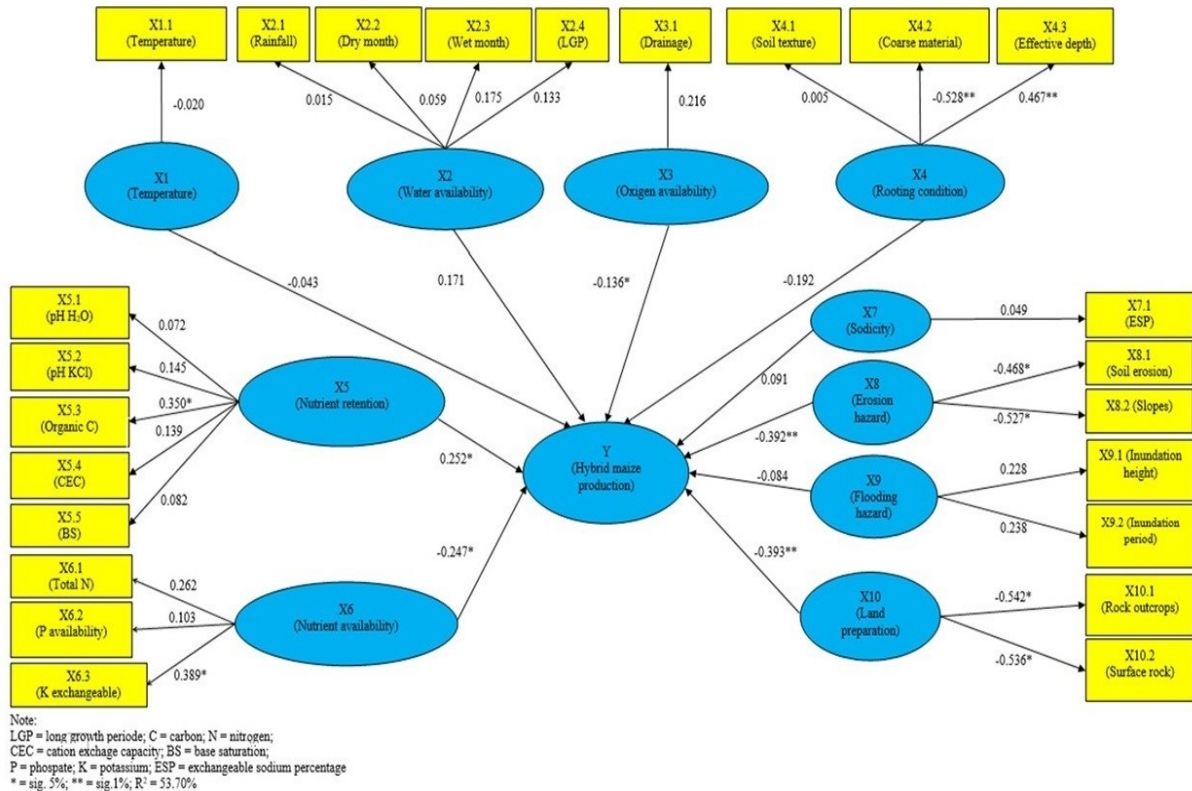 X1.1
(Temperature)
X2.1
(Rainfall)
X2.2
(Dry month)
X2.3
(Wet month)
X2.4
(LGP)
X3.1
(Drainage)
X4.1
(Soil texture)
X4.2
(Coarse material)
X4.3
(Effective depth)
-0.020
0.015
0.059
0.175
0.133
0.216
0.005
-0.528**
0.467**
X1
(Temperature)
X2
(Water availability)
X3
(Oxigen availability)
X4
(Rooting condition)
-0.043
0.171
-0.136*
-0.192
X5.1
(pH H₂O)
X5.2
(pH KCl)
X5.3
(Organic C)
X5.4
(CEC)
X5.5
(BS)
0.072
0.145
0.350*
0.139
0.082
X5
(Nutrient retention)
0.252*
X6.1
(Total N)
X6.2
(P availability)
X6.3
(K exchangeable)
0.262
0.103
0.389*
X6
(Nutrient availability)
-0.247*
Y
(Hybrid maize
production)
X7
(Sodicity)
0.091
0.049
X7.1
(ESP)
X8
(Erosion
hazard)
-0.392**
-0.468*
-0.527*
X8.1
(Soil erosion)
X8.2 (Slopes)
X9
(Flooding
hazard)
-0.084
0.228
0.238
X9.1
(Inundation
height)
X9.2 (Inundation
period)
X10
(Land
preparation)
-0.393**
-0.542*
-0.536*
X10.1
(Rock outcrops)
X10.2
(Surface rock)
Note:
LGP = long growth periode; C = carbon; N = nitrogen;
CEC = cation exchage capacity; BS = base saturation;
P = phospate; K = potassium; ESP = exchangeable sodium percentage
* = sig. 5%; ** = sig.1%; R² = 53.70%